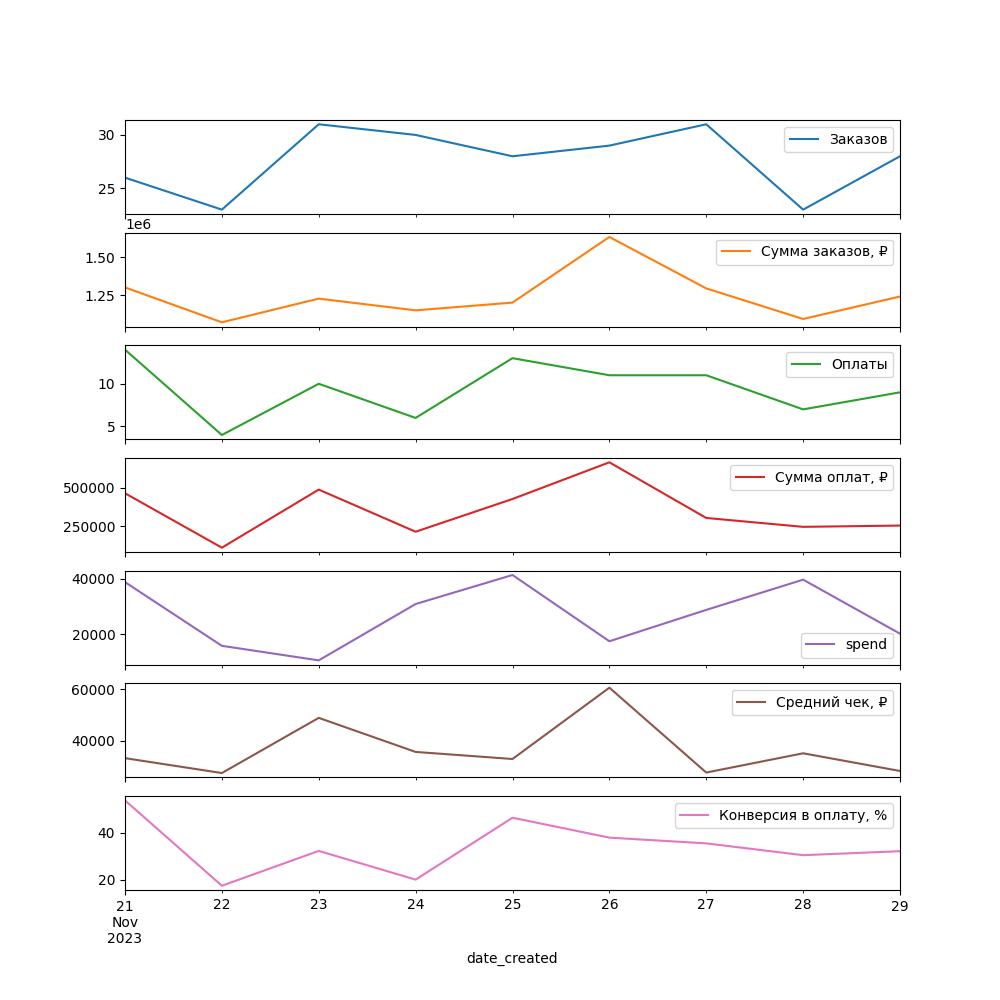 30
25
Заказов
1e6
1.50
1.25
Сумма заказов, ₽
10
5
Оплаты
500000
250000
Сумма оплат, ₽
40000
20000
spend
60000
40000
Средний чек, ₽
40
20
Конверсия в оплату, %
21 22 23 24 25 26 27 28 29
Nov
2023
date_created